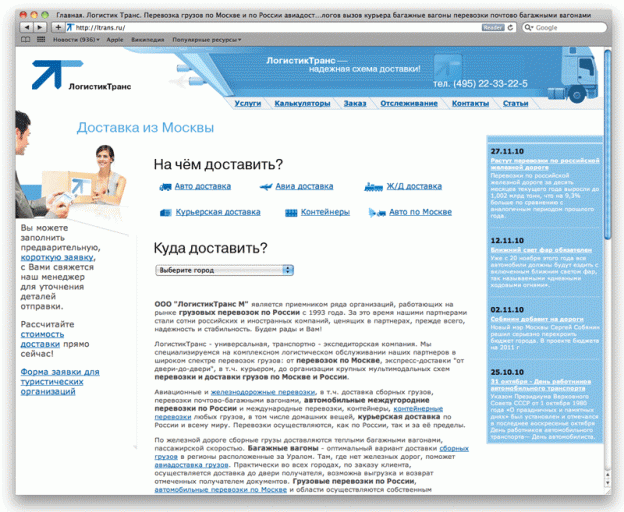 Главная. Логистик Транс. Перевозка грузов по Москве и по России авиадост...логов вызов курьера багажные вагоны перевозки почтово багажными вагонами
http://ltrans.ru/
Reader
Google
Новости (936)
Apple
Википедия
Популярные ресурсы
ЛогистикТранс
ЛогистикТранс —
надежная схема доставки!
тел. (495) 22-33-22-5
Услуги
Калькуляторы
Заказ
Отслеживание
Контакты
Статьи
Доставка из Москвы
На чём доставить?
Авто доставка
Авиа доставка
Ж/Д доставка
Курьерская доставка
Контейнеры
Авто по Москве
Куда доставить?
Выберите город
Вы можете
заполнить
предварительную,
короткую заявку,
с Вами свяжется
наш менеджер
для уточнения
деталей
отправки.
Рассчитайте
стоимость
доставки прямо
сейчас!
Форма заявки для
туристических
организаций
ООО "ЛогистикТранс М" является приемником ряда организаций, работающих на
рынке грузовых перевозок по России с 1993 года. За это время нашими партнерами
стали сотни российских и иностранных компаний, ценящих в партнерах, прежде всего,
надежность и стабильность. Будем рады и Вам!
ЛогистикТранс - универсальная, транспортно - экспедиторская компания. Мы
специализируемся на комплексном логистическом обслуживании наших партнеров в
широком спектре перевозок грузов: от перевозок по Москве, экспресс-доставки "от
двери-до-двери", в т.ч. курьером, до организации крупных мультимодальных схем
перевозки и доставки грузов по Москве и России.
Авиационные и железнодорожные перевозки, в т.ч. доставка сборных грузов,
перевозки почтово-багажными вагонами, автомобильные международние
перевозки по России и международные перевозки, контейнеры, контейнерные
перевозки любых грузов, в том числе домашних вещей, курьерская доставка по
России и всему миру. Перевозки осуществляются, как по России, так и за её пределы.
По железной дороге сборные грузы доставляются теплыми багажными вагонами,
пассажирской скоростью. Багажные вагоны - оптимальный вариант доставки сборных
грузов в регионы расположенные за Уралом. Там, где нет железных дорог, поможет
авиадоставка грузов. Практически во всех городах, по заказу клиента,
осуществляется доставка до двери получателя, возможна выгрузка и возврат
отмеченных получателем документов. Грузовые перевозки по России,
автомобильные перевозки по Москве и области осуществляются собственным
27.11.10
Растут перевозки по российской
железной дороге
Перевозки по российской
железной дороге за десять
месяцев текущего года выросли до
1,002 млрд тонн, что на 9,3%
больше по сравнению с
аналогичным периодом прошлого
года.
12.11.10
Ближний свет фар обязателен
Уже с 20 ноября этого года все
автомобили должны будут ездить с
включенным Ближним светом фар,
так называемыми «дневными
ходовыми огнями».
02.11.10
Собянин добавит на дороги
Новый мэр Москвы Сергей Собянин
решил серьезно перекроить
бюджет города. В проекте бюджета
на 2011 г
25.10.10
31 октября - День работников
автомобильного транспорта
Указом Президиума Верховного
Совета СССР от 1 октября 1980
года «О праздничных и памятных
днях» был установлен и отмечается
в последнее воскресенье октября
День работников автомобильного
транспорта— День автомобилиста.